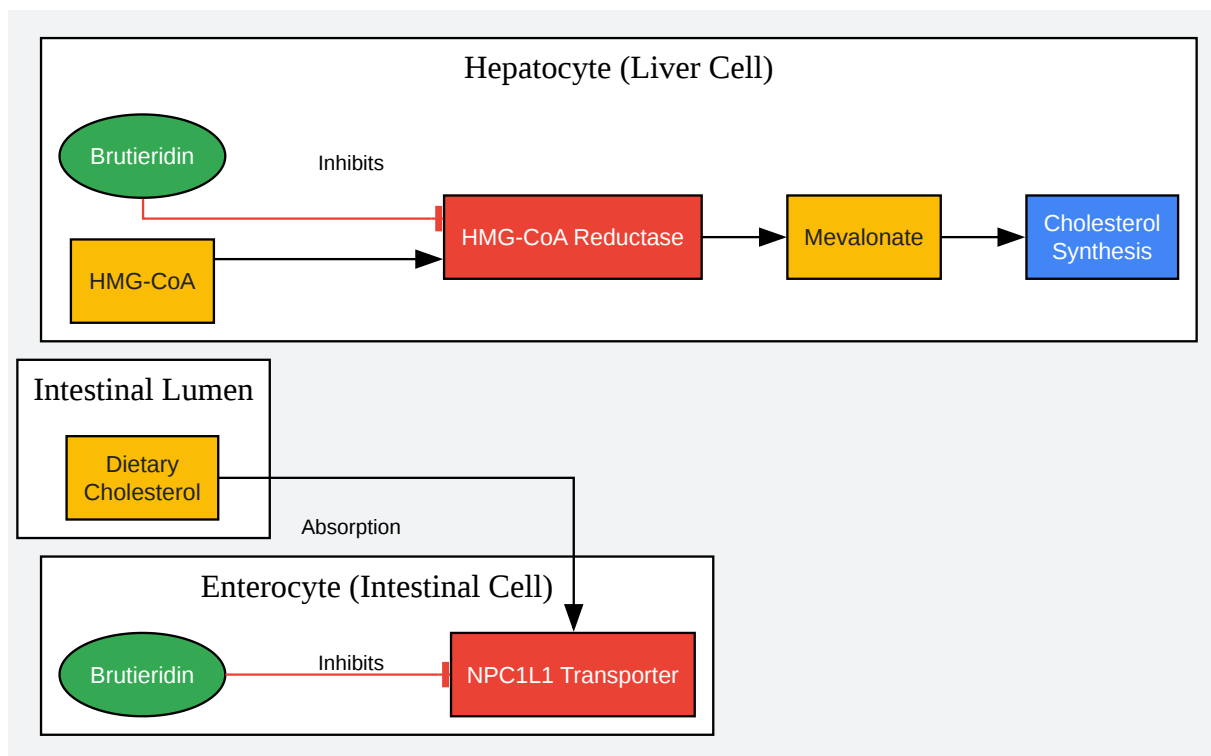 Hepatocyte (Liver Cell)
Brutieridin
Inhibits
HMG-CoA Reductase
Mevalonate
Cholesterol
Synthesis
HMG-CoA
Intestinal Lumen
Dietary
Cholesterol
Absorption
Enterocyte (Intestinal Cell)
Brutieridin
Inhibits
NPC1L1 Transporter